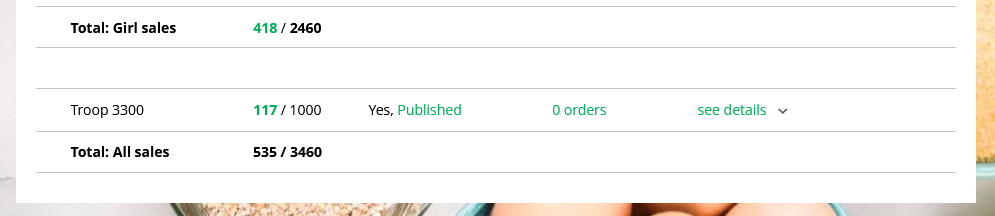 Total: Girl sales 418 / 2460
Troop 3300 117 / 1000 Yes, Published 0 orders see details
Total: All sales 535 / 3460